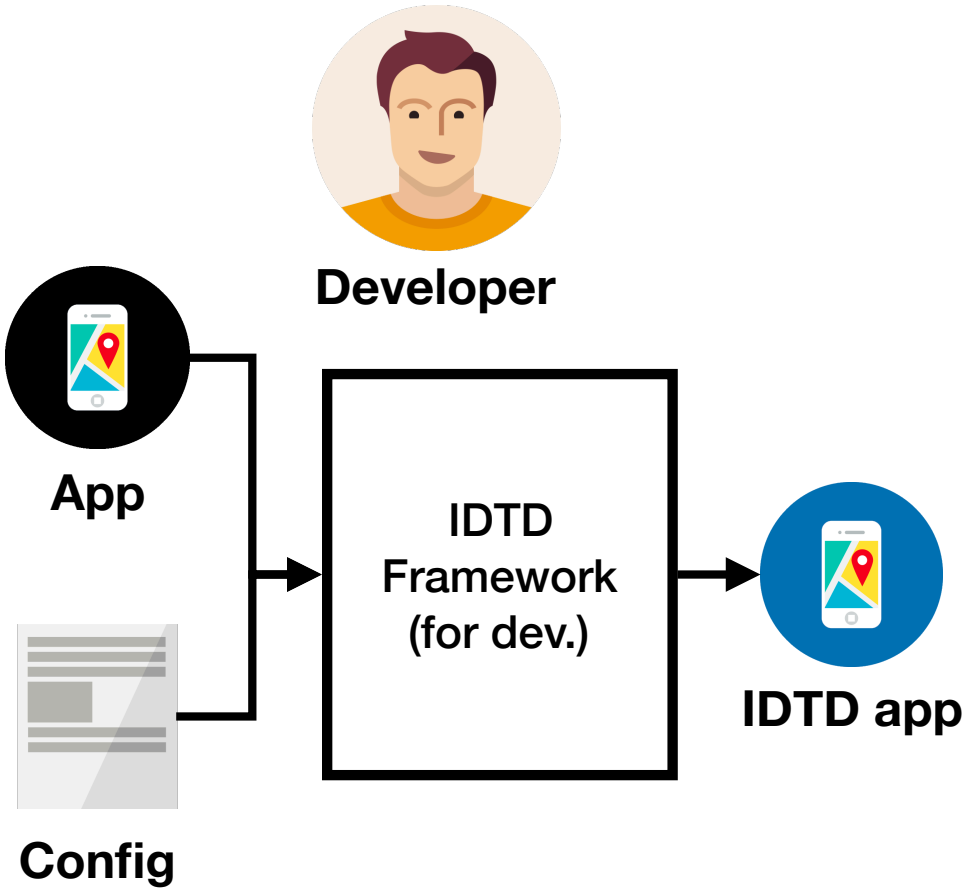 Developer
App
IDTD
Framework
(for dev.)
IDTD app
Config